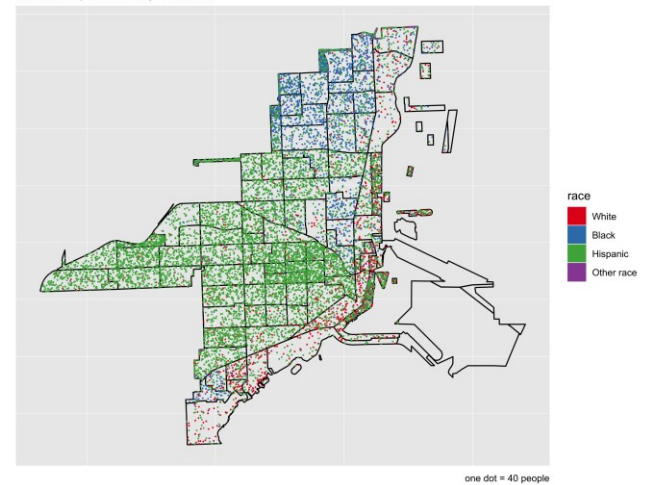 race
White
Black
Hispanic
Other race
one dot = 40 people